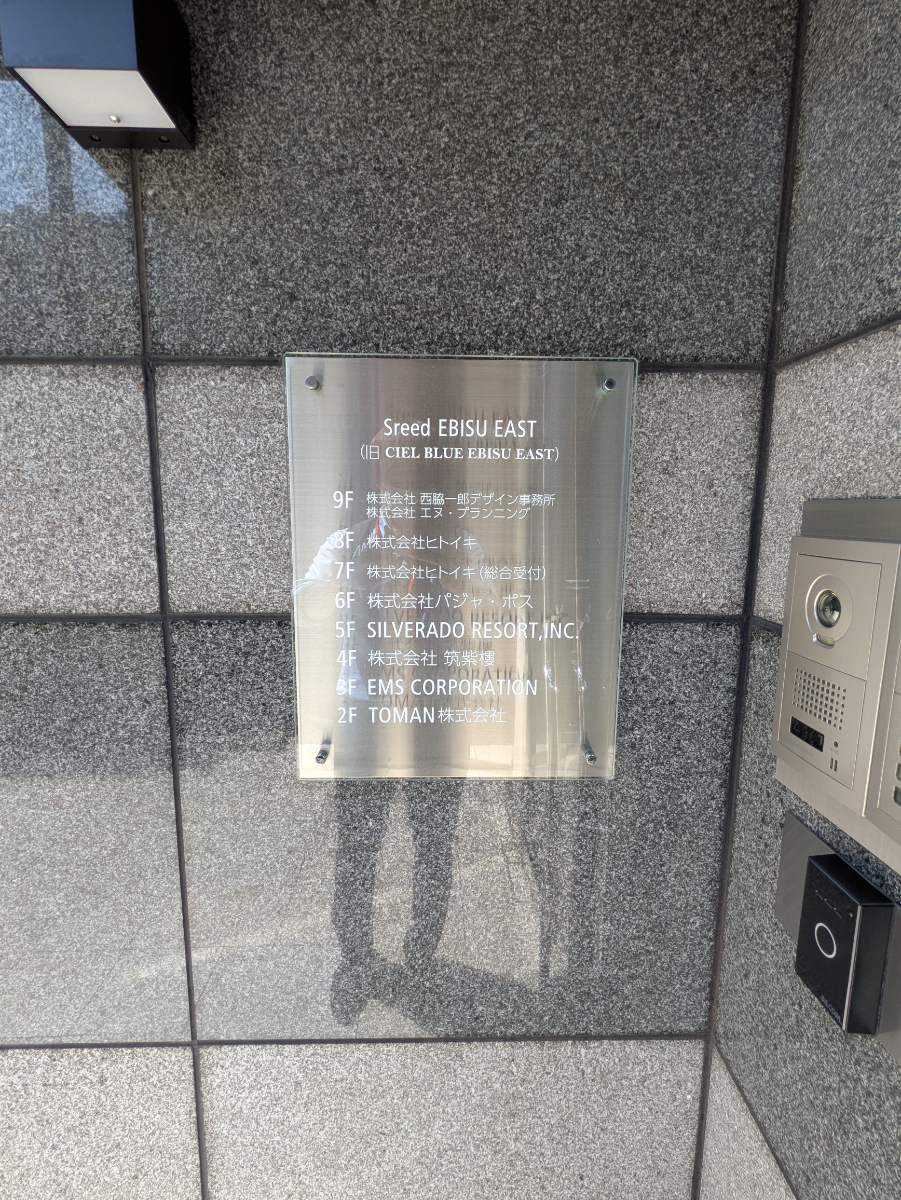 Sreed EBISU EAST
(旧 CIEL BLUE EBISU EAST)
9F 株式会社 西脇一郎デザイン事務所
株式会社 エヌ・プランニング
8F 株式会社ヒトイキ
7F 株式会社ヒトイキ(総合受付)
6F 株式会社パジャ・ポス
5F SILVERADO RESORT,INC.
4F 株式会社 筑紫樓
3F EMS CORPORATION
2F TOMAN株式会社